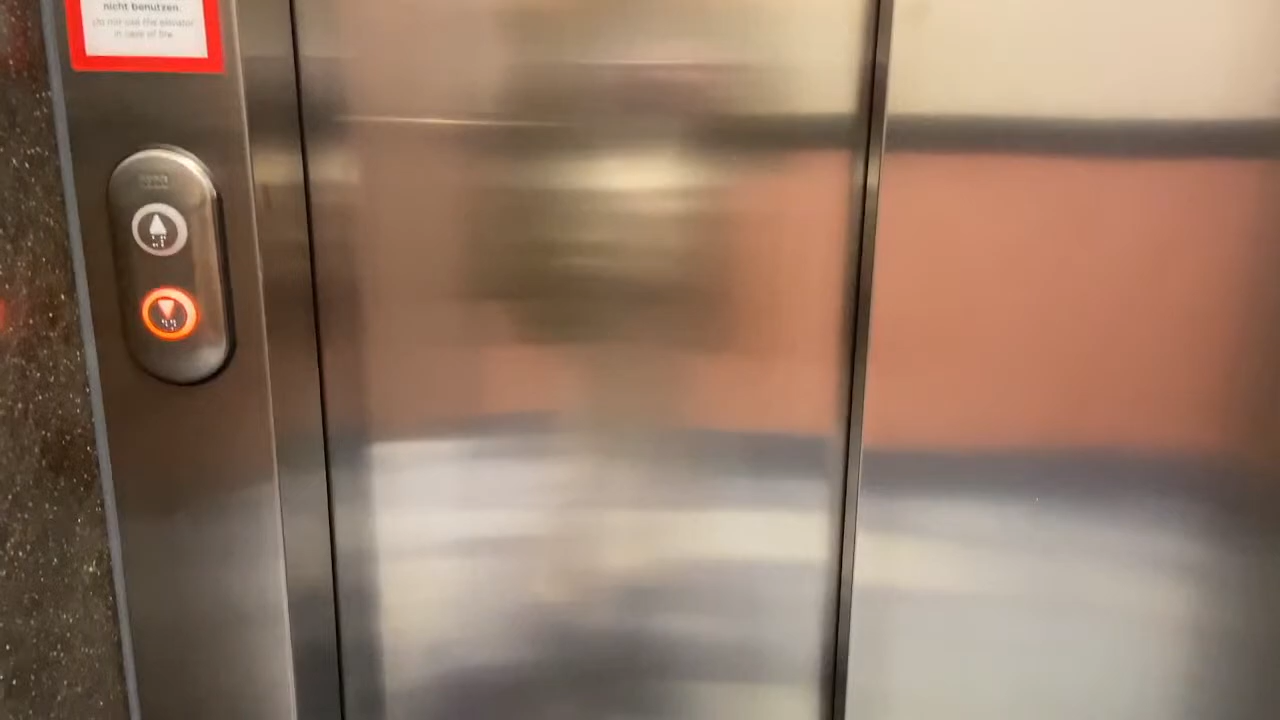 nicht benutzen
Do not use the elevator
in case of fire